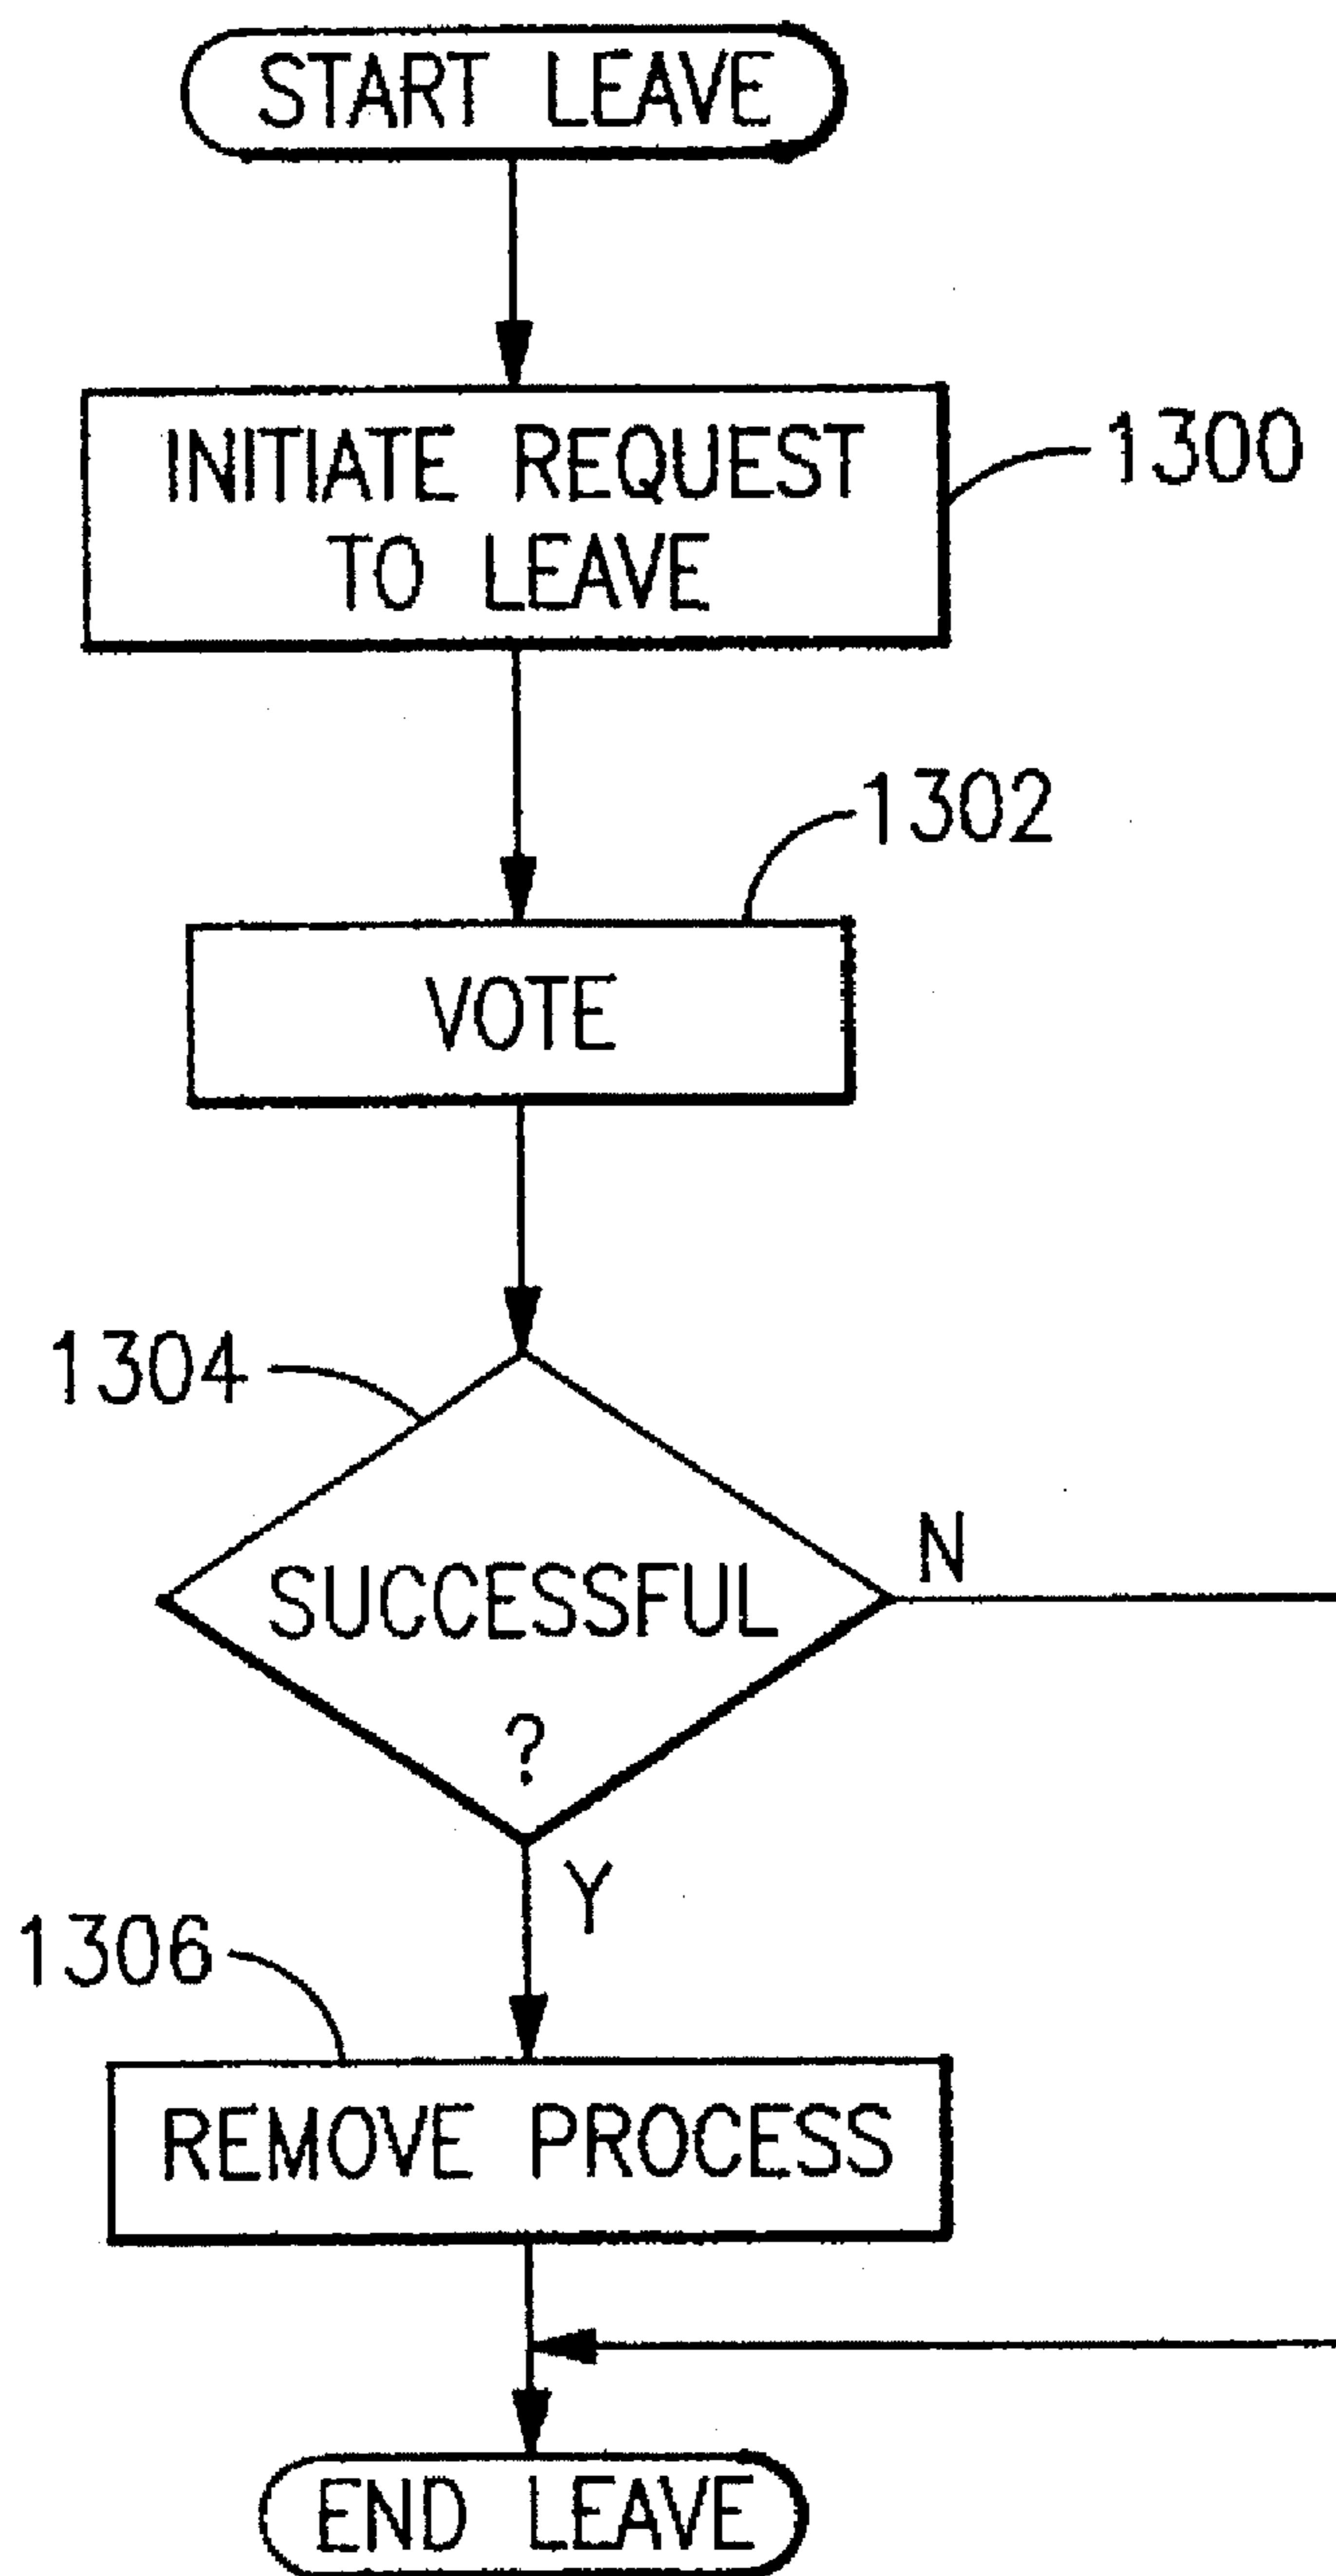 START LEAVE
INITIATE REQUEST
TO LEAVE
1300
1302
VOTE
1304
SUCCESSFUL
?
N
Y
1306
REMOVE PROCESS
END LEAVE